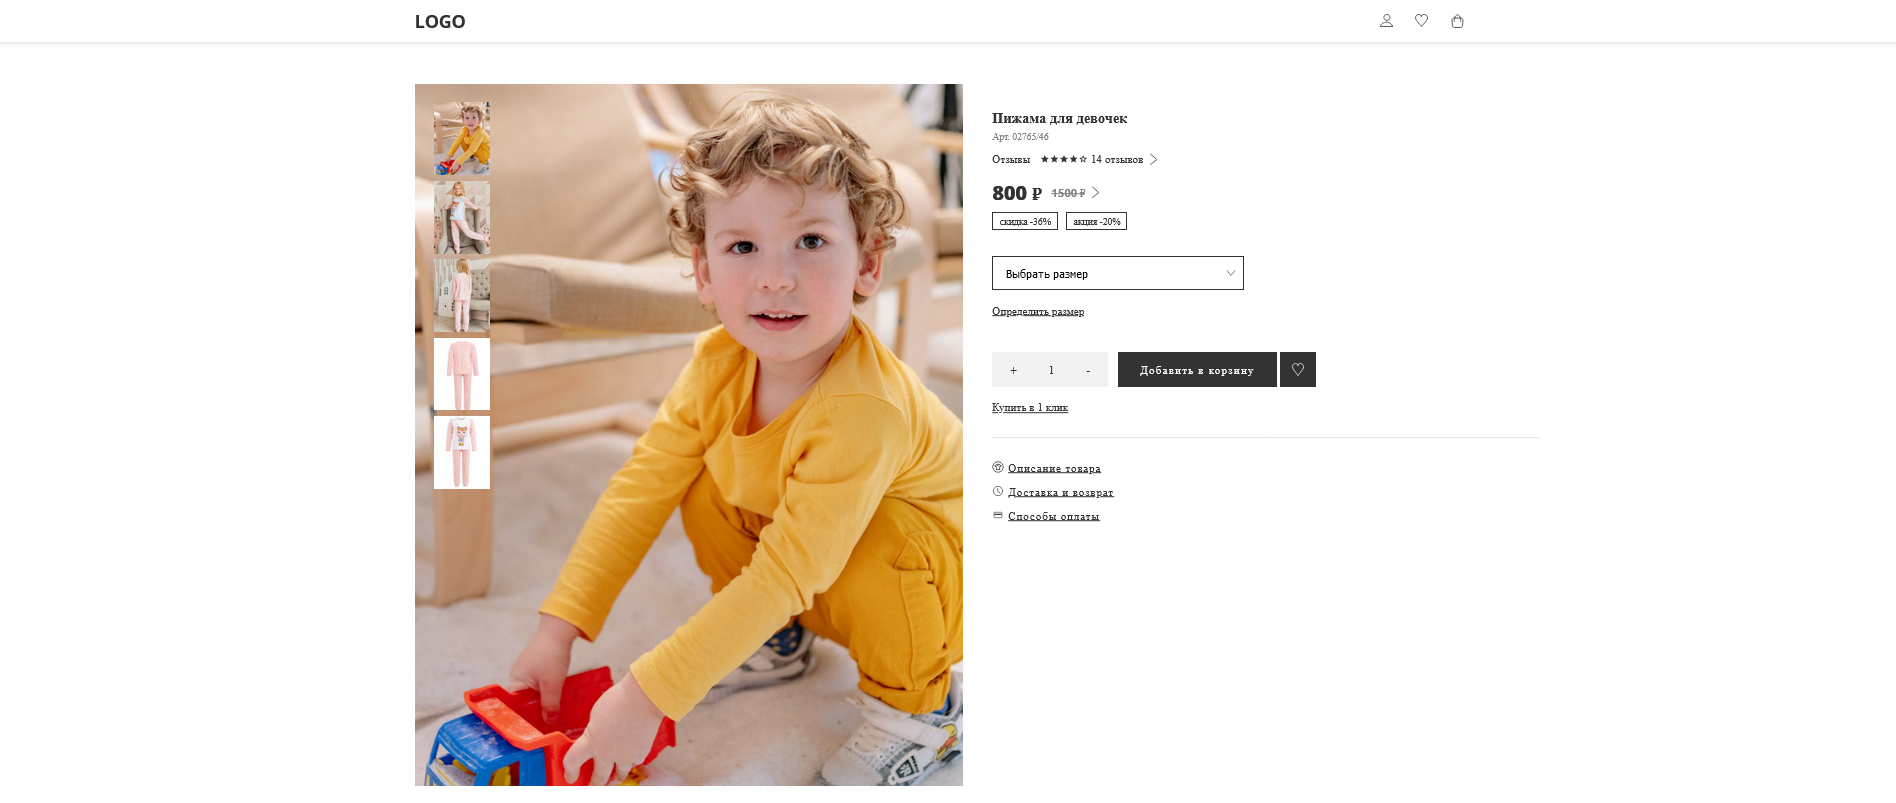 LOGO
Пижама для девочек
Арт. 02765/46
Отзывы ★★★★☆ 14 отзывов
800 ₽ 1500 ₽
скидка -36% акция -20%
Выбрать размер
Определить размер
+ 1 - Добавить в корзину
Купить в 1 клик
Описание товара
Доставка и возврат
Способы оплаты